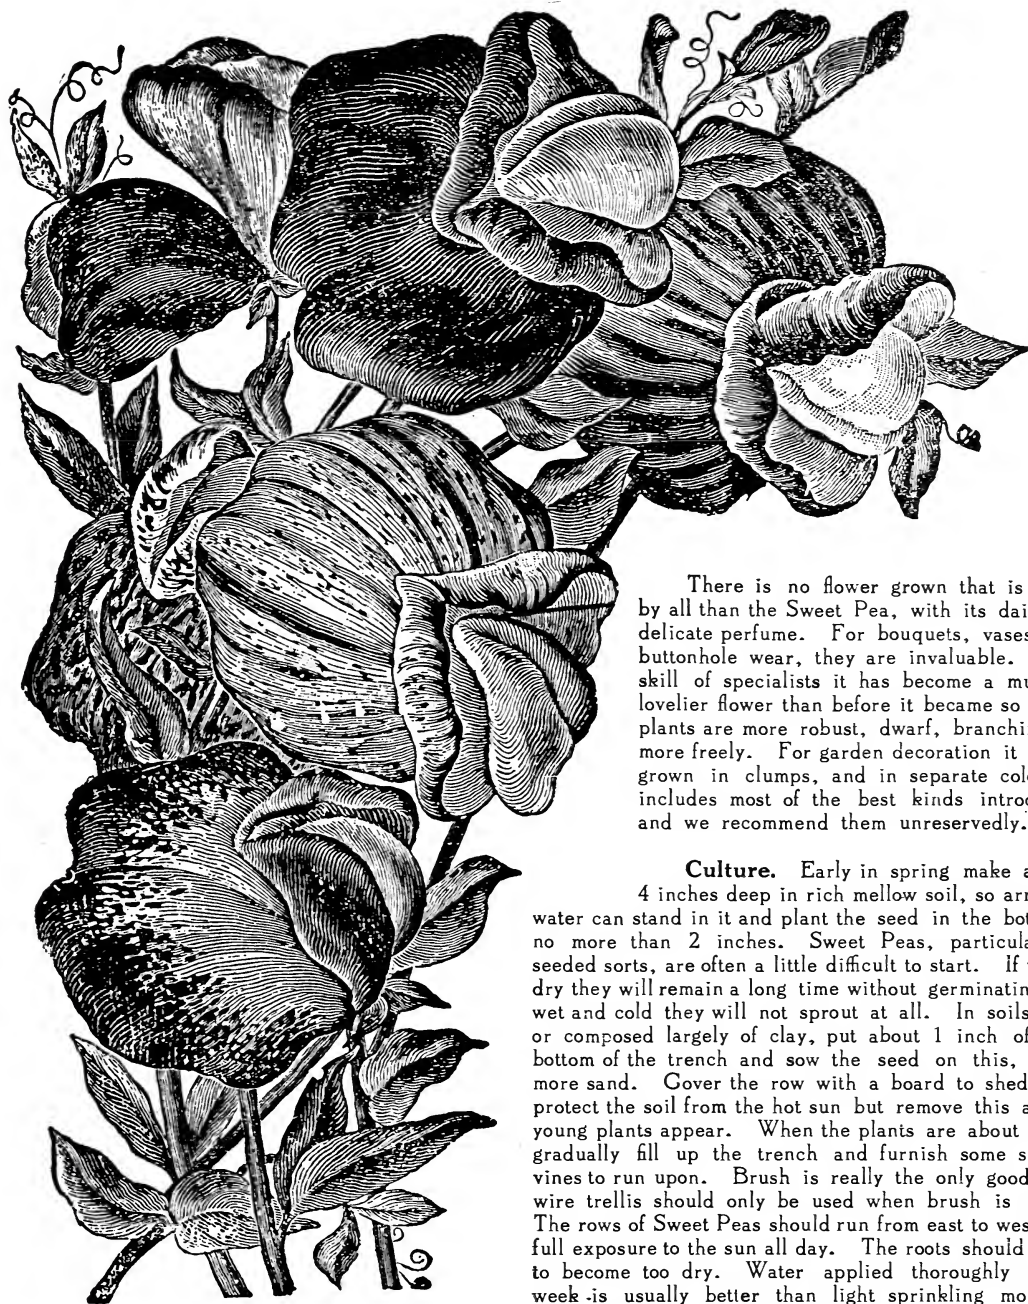 There is no flower grown that is
by all than the Sweet Pea, with its dai
delicate perfume. For bouquets, vases
buttonhole wear, they are invaluable.
skill of specialists it has become a mu
lovelier flower than before it became so
plants are more robust, dwarf, branchi
more freely. For garden decoration it
grown in clumps, and in separate colo
includes most of the best kinds introd
and we recommend them unreservedly.
Culture. Early in spring make a
4 inches deep in rich mellow soil, so arr
water can stand in it and plant the seed in the bot
no more than 2 inches. Sweet Peas, particula
seeded sorts, are often a little difficult to start. If
dry they will remain a long time without germinatin
wet and cold they will not sprout at all. In soils
or composed largely of clay, put about 1 inch of
bottom of the trench and sow the seed on this,
more sand. Cover the row with a board to shed
protect the soil from the hot sun but remove this a
young plants appear. When the plants are about
gradually fill up the trench and furnish some s
vines to run upon. Brush is really the only good
wire trellis should only be used when brush is
The rows of Sweet Peas should run from east to wes
full exposure to the sun all day. The roots should
to become too dry. Water applied thoroughly
week -is usually better than light sprinkling mo